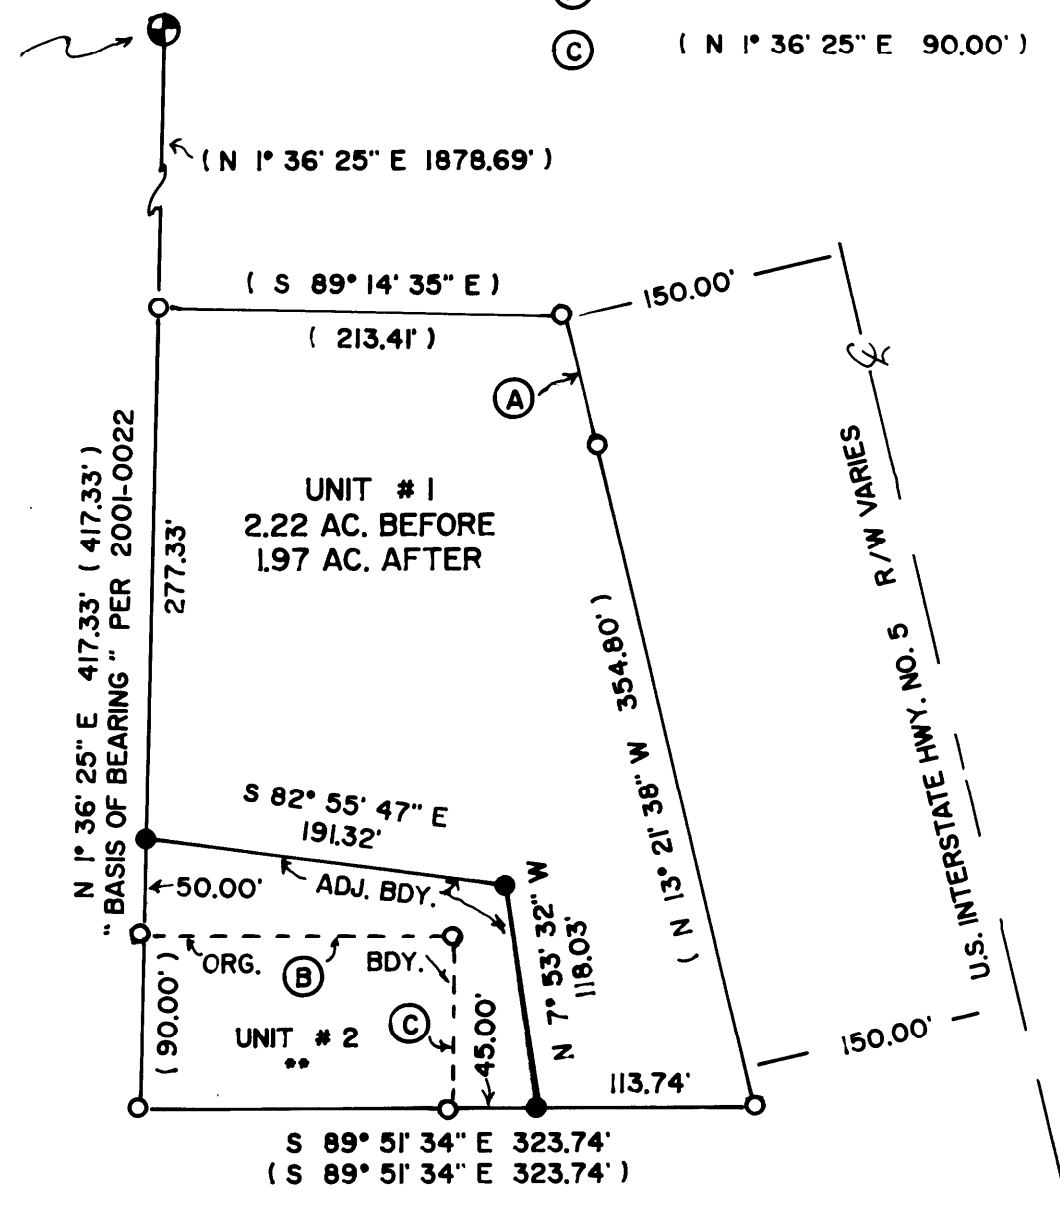 C ( N 1° 36' 25" E 90.00' )
( N 1° 36' 25" E 1878.69' )
( S 89° 14' 35" E )
( 213.41' )
150.00'
℄
A
R/W VARIES
U.S. INTERSTATE HWY. NO. 5
UNIT # 1
2.22 AC. BEFORE
1.97 AC. AFTER
N 1° 36' 25" E 417.33' ( 417.33' )
" BASIS OF BEARING " PER 2001-0022
277.33'
( N 13° 21' 38" W 354.80' )
S 82° 55' 47" E
191.32'
50.00'
ADJ. BDY.
N 7° 53' 32" W
118.03'
ORG. BDY.
B
( 90.00' )
UNIT # 2
**
C
45.00'
113.74'
150.00'
S 89° 51' 34" E 323.74'
( S 89° 51' 34" E 323.74' )